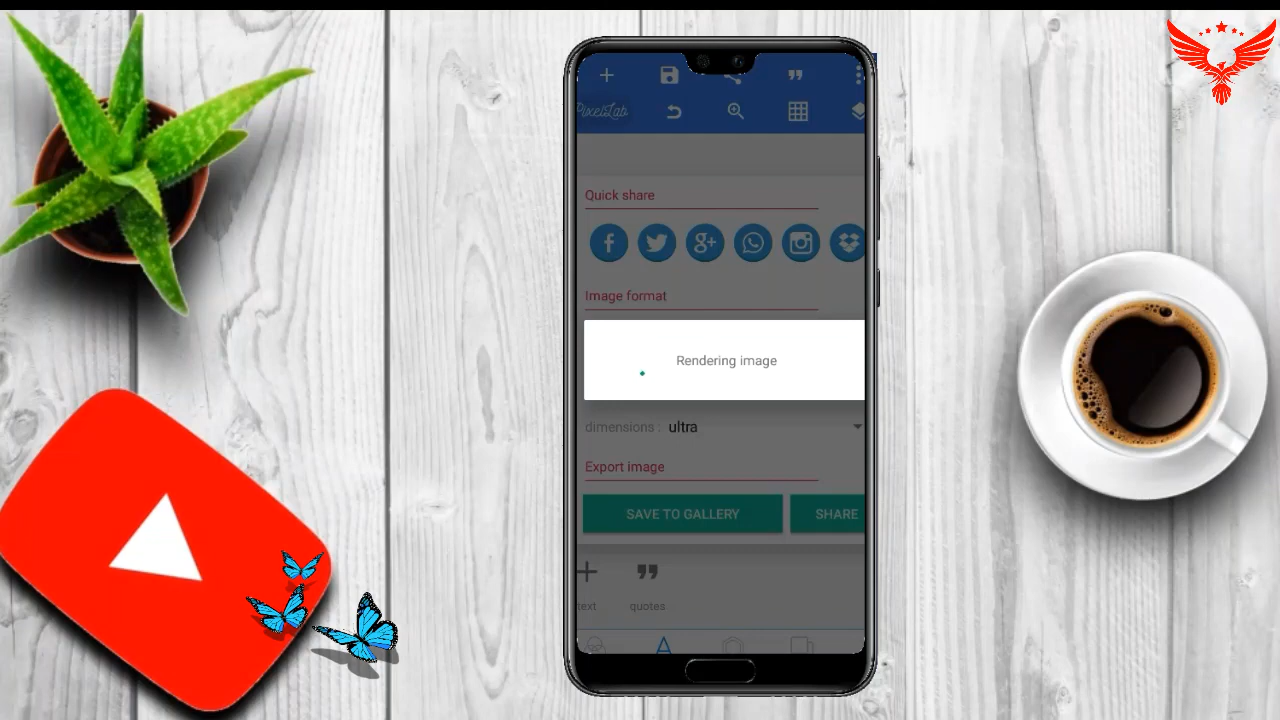 PixelLab
Quick share
Image format
Rendering image
dimensions : ultra
Export image
SAVE TO GALLERY
SHARE
text
quotes